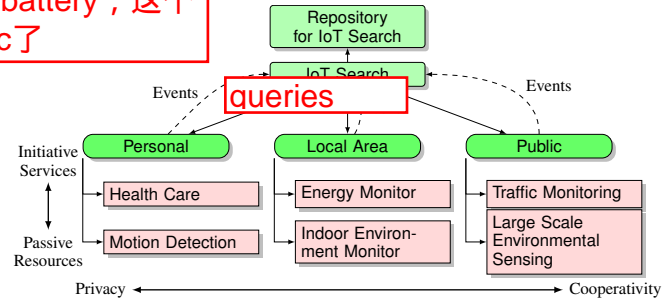 battery，这个
c了
Repository
for IoT Search
IoT Search
queries
Events
Events
Initiative
Services
Personal
Local Area
Public
Health Care
Energy Monitor
Traffic Monitoring
Passive
Resources
Motion Detection
Indoor Environ-
ment Monitor
Large Scale
Environmental
Sensing
Privacy
Cooperativity